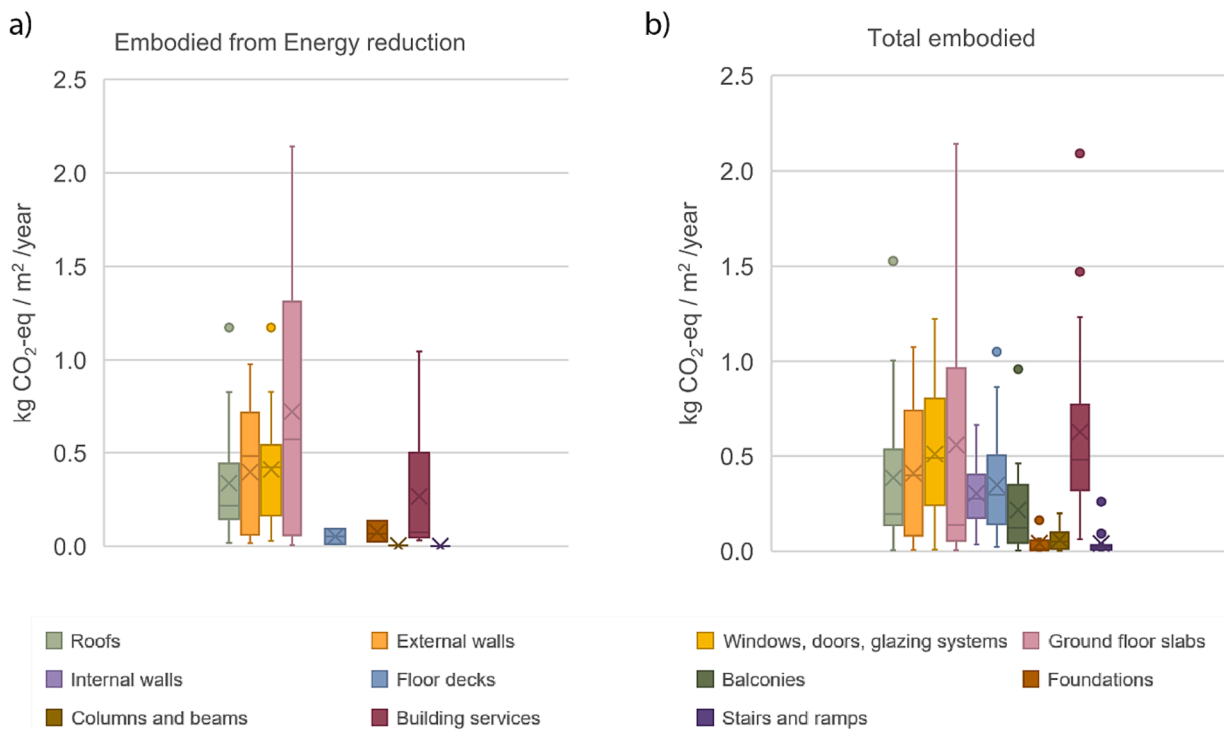 a)
Embodied from Energy reduction
2.5
2.0
1.5
1.0
0.5
0.0
kg CO₂-eq / m² /year
b)
Total embodied
2.5
2.0
1.5
1.0
0.5
0.0
kg CO₂-eq / m² /year
Roofs
External walls
Windows, doors, glazing systems
Ground floor slabs
Internal walls
Floor decks
Balconies
Foundations
Columns and beams
Building services
Stairs and ramps